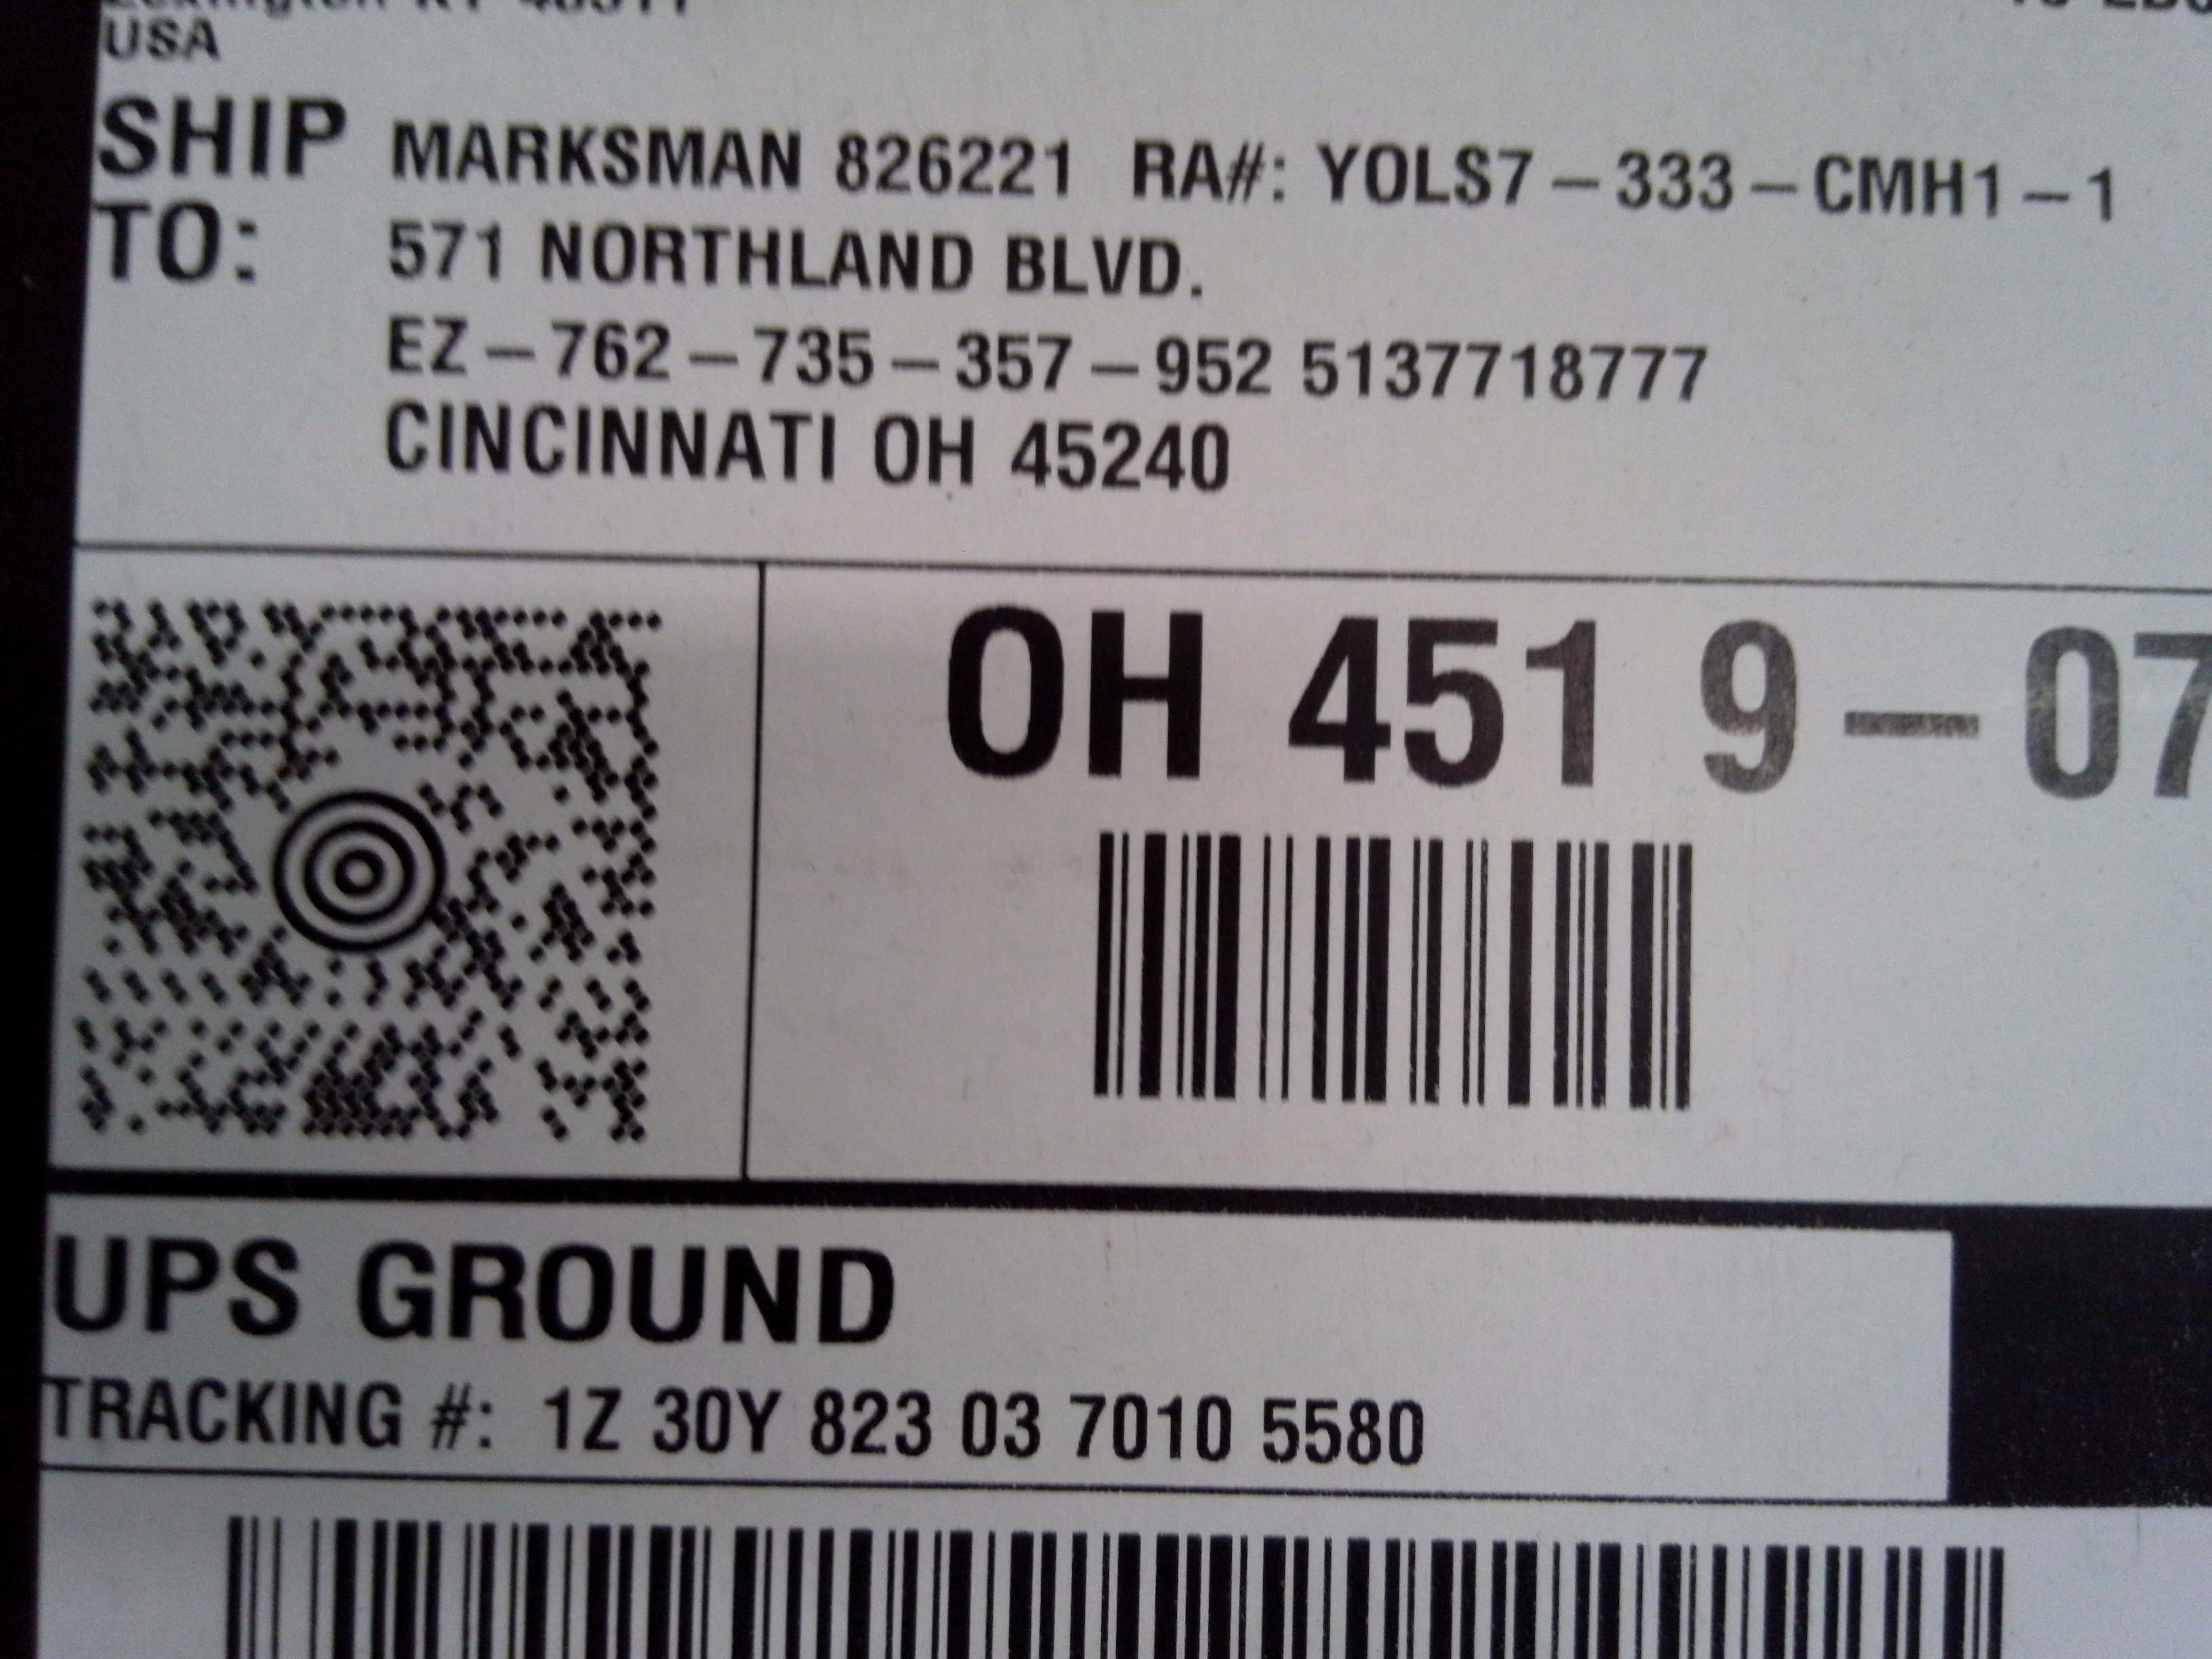 USA
SHIP TO:
MARKSMAN 826221 RA#: YOLS7-333-CMH1-1
571 NORTHLAND BLVD.
EZ-762-735-357-952 5137718777
CINCINNATI OH 45240
OH 451 9-07
UPS GROUND
TRACKING #: 1Z 30Y 823 03 7010 5580